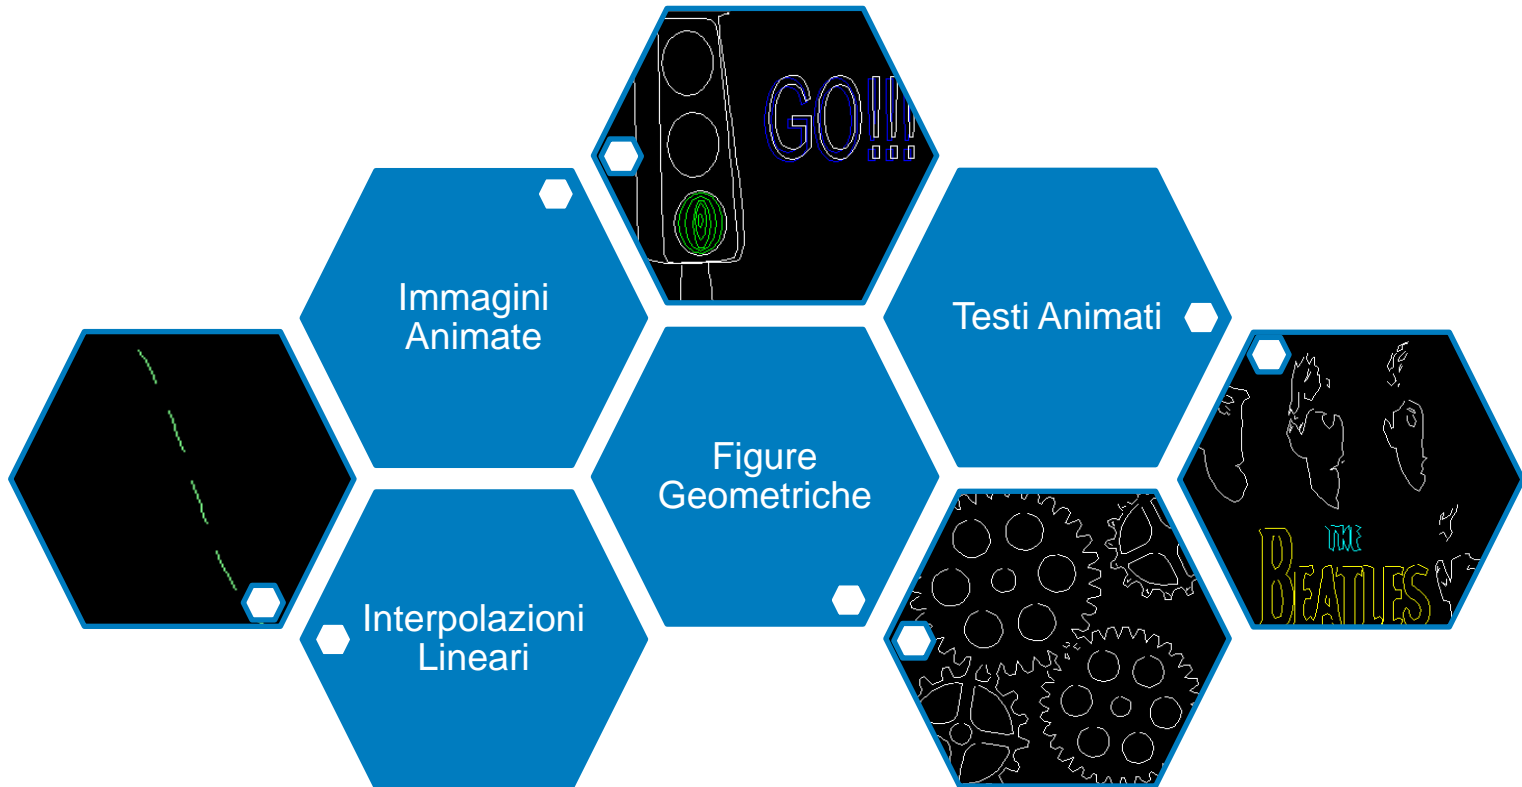 GO!!!
Immagini
Animate
Testi Animati
Figure
Geometriche
THE
BEATLES
Interpolazioni
Lineari